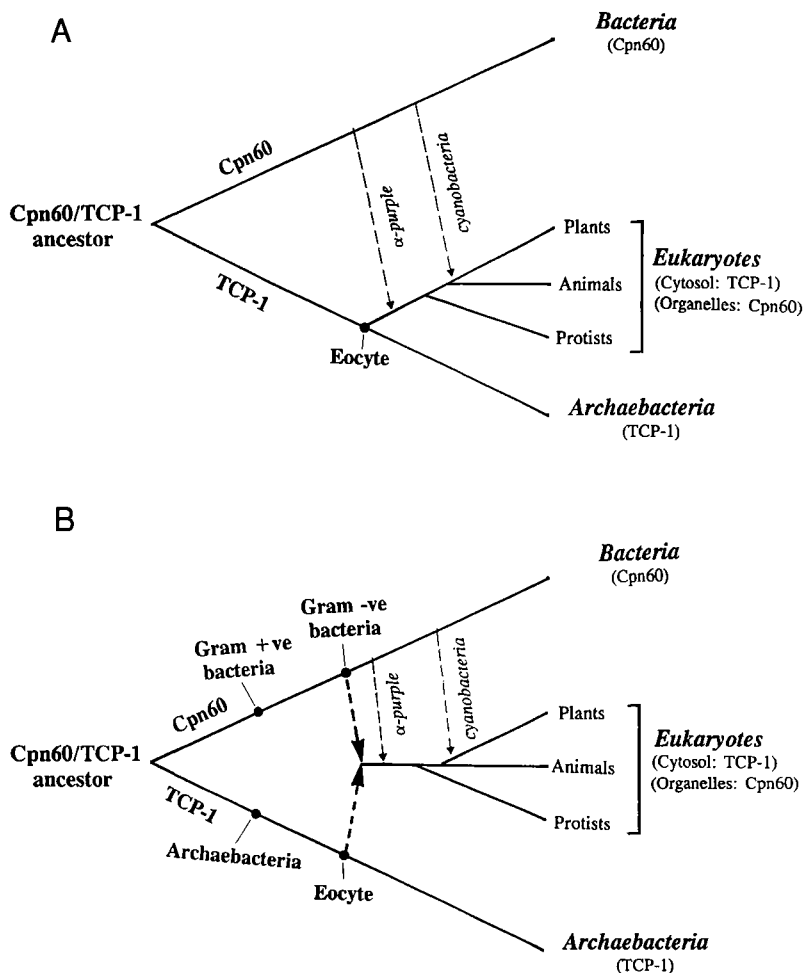 A
Bacteria
(Cpn60)
Cpn60
α-purple
cyanobacteria
Cpn60/TCP-1
ancestor
TCP-1
Eocyte
Plants
Animals
Protists
Eukaryotes
(Cytosol: TCP-1)
(Organelles: Cpn60)
Archaebacteria
(TCP-1)
B
Bacteria
(Cpn60)
Gram -ve
bacteria
Gram +ve
bacteria
Cpn60
α-purple
cyanobacteria
Cpn60/TCP-1
ancestor
TCP-1
Archaebacteria
Eocyte
Plants
Animals
Protists
Eukaryotes
(Cytosol: TCP-1)
(Organelles: Cpn60)
Archaebacteria
(TCP-1)